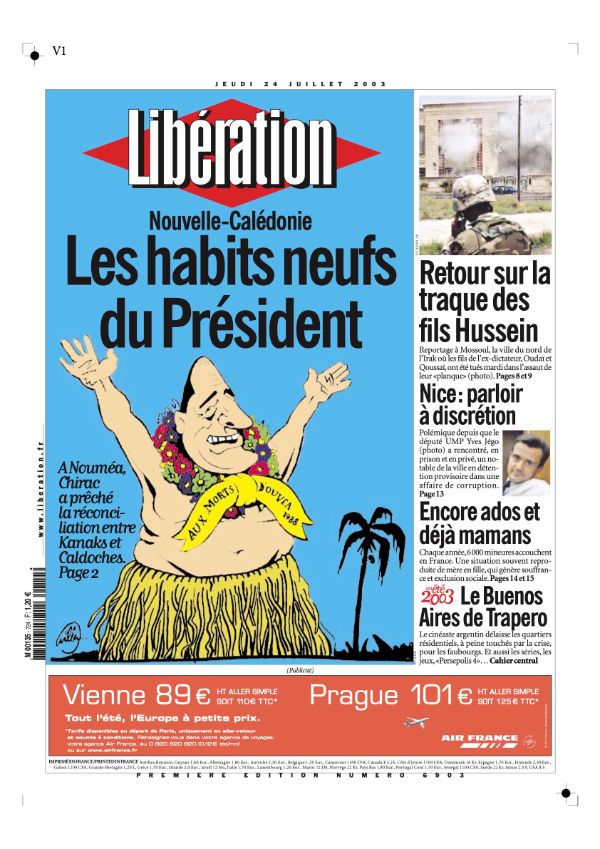 V1
JEUDI 24 JUILLET 2003
Libération
Nouvelle-Calédonie
Les habits neufs
du Président
A Nouméa,
Chirac
a prêché
la réconci-
liation entre
Kanaks et
Caldoches.
Page 2
AUX MORTS D'OUVÉA 1988
www.liberation.fr
Retour sur la
traque des
fils Hussein
Reportage à Mossoul, la ville du nord de
l'Irak où les fils de l'ex-dictateur, Oudaï et
Qoussaï, ont été tués mardi dans l'assaut de
leur «planque» (photo). Pages 8 et 9
Nice: parloir
à discrétion
Polémique depuis que le
député UMP Yves Jégo
(photo) a rencontré, en
prison et en privé, un no-
table de la ville en déten-
tion provisoire dans une
affaire de corruption.
Page 13
Encore ados et
déjà mamans
Chaque année, 6 000 mineures accouchent
en France. Une situation souvent repro-
duite de mère en fille, qui génère souffran-
ce et exclusion sociale. Pages 14 et 15
été 2003
Le Buenos
Aires de Trapero
Le cinéaste argentin délaisse les quartiers
résidentiels, à peine touchés par la crise,
pour les faubourgs. Et aussi les séries, les
jeux, «Persepolis 4»... Cahier central
(Publicité)
Vienne 89 € HT ALLER SIMPLE
SOIT 110 € TTC*
Prague 101 € HT ALLER SIMPLE
SOIT 125 € TTC*
Tout l'été, l'Europe à petits prix.
*Tarifs disponibles au départ de Paris, uniquement en aller-retour
et soumis à conditions. Renseignez-vous dans votre agence de voyages,
votre agence Air France, au 0 820 820 820 (0,12 € ttc/mn)
ou sur www.airfrance.fr
AIR FRANCE
IMPRIMÉ EN FRANCE/PRINTED IN FRANCE
PREMIERE EDITION NUMERO 6903